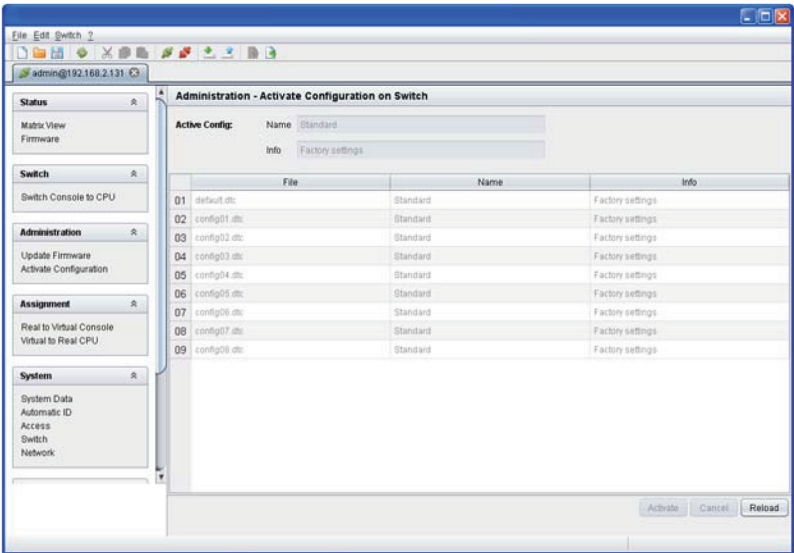 File Edit Switch ?
admin@192.168.2.131
Status
Matrix View
Firmware
Switch
Switch Console to CPU
Administration
Update Firmware
Activate Configuration
Assignment
Real to Virtual Console
Virtual to Real CPU
System
System Data
Automatic ID
Access
Switch
Network
Administration - Activate Configuration on Switch
Active Config: Name Standard
Info Factory settings
File Name Info
01 default.dtc Standard Factory settings
02 config01.dtc Standard Factory settings
03 config02.dtc Standard Factory settings
04 config03.dtc Standard Factory settings
05 config04.dtc Standard Factory settings
06 config05.dtc Standard Factory settings
07 config06.dtc Standard Factory settings
08 config07.dtc Standard Factory settings
09 config08.dtc Standard Factory settings
Activate Cancel Reload